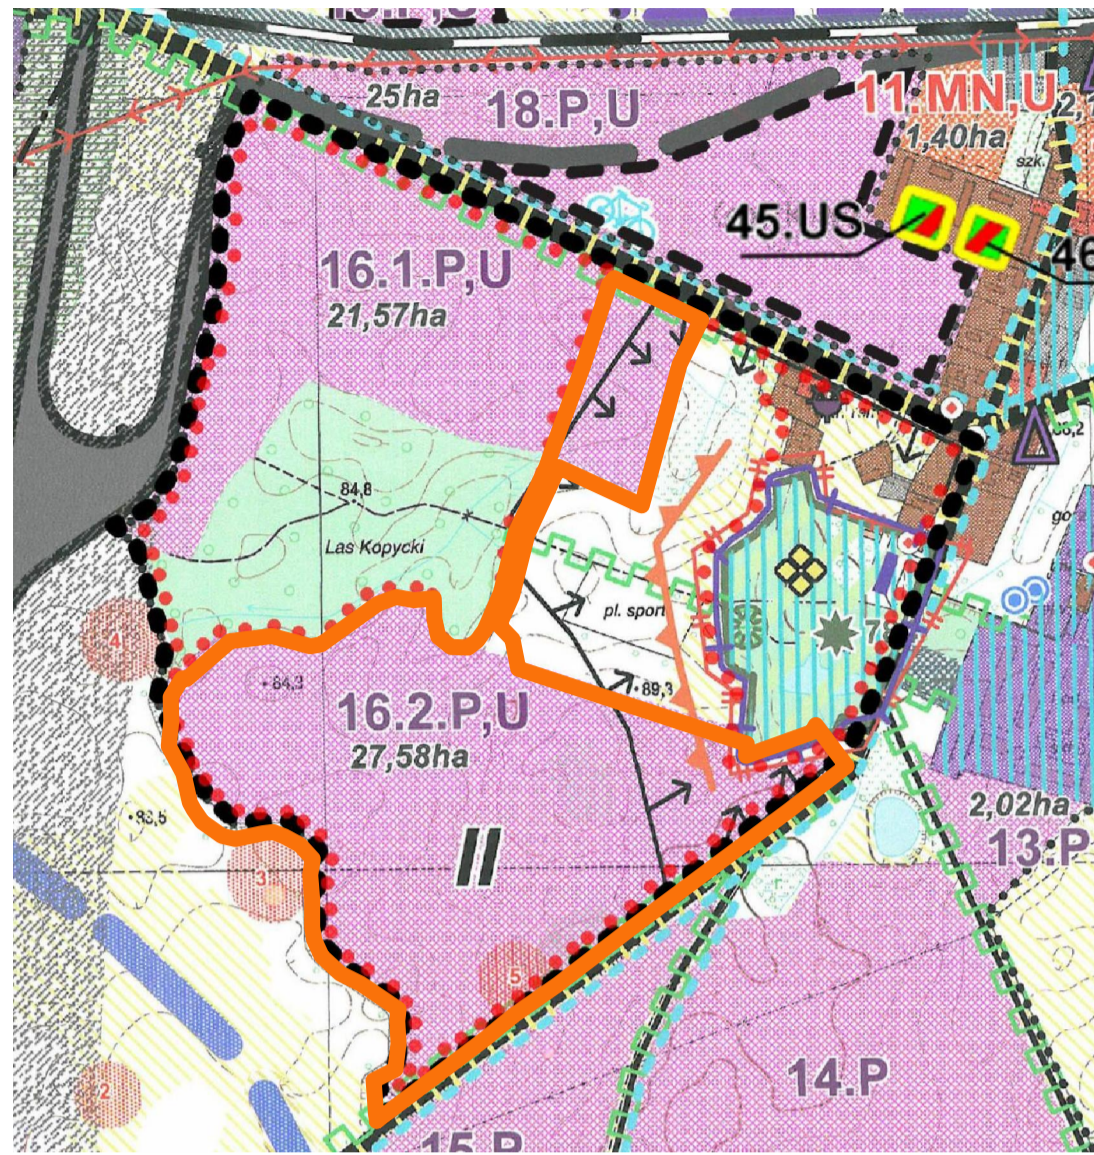 25ha
18.P,U
11.MN,U
1,40ha
szk.
45.US
46
16.1.P,U
21,57ha
84,8
Las Kopycki
pl. sport
4
84,3
89,3
16.2.P,U
27,58ha
83,5
II
2,02ha
13.P
3
5
2
14.P
15.P